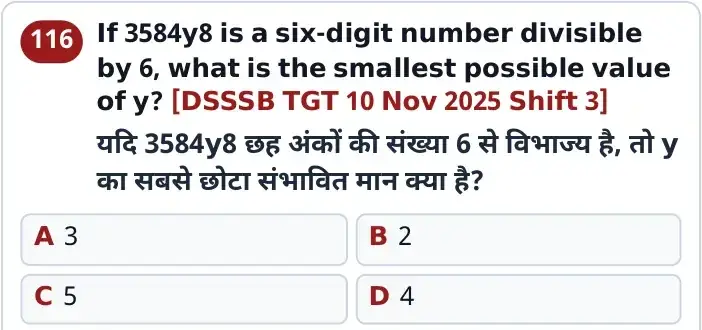 116 If 3584y8 is a six-digit number divisible
by 6, what is the smallest possible value
of y? [DSSSB TGT 10 Nov 2025 Shift 3]
यदि 3584y8 छह अंकों की संख्या 6 से विभाज्य है, तो y
का सबसे छोटा संभावित मान क्या है?
A 3
B 2
C 5
D 4